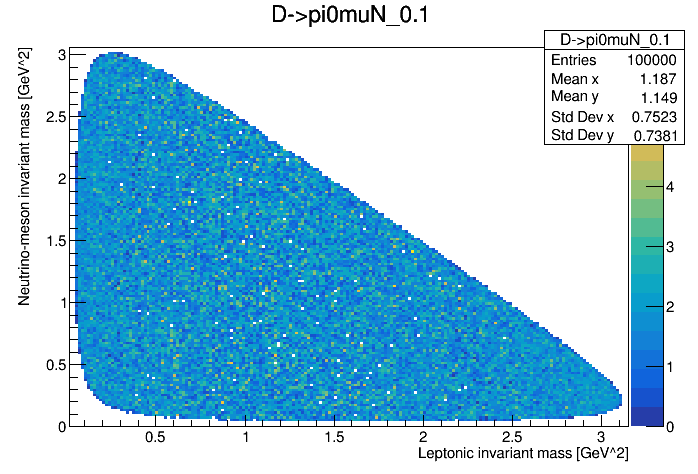 D->pi0muN_0.1
D->pi0muN_0.1
Entries 100000
Mean x 1.187
Mean y 1.149
Std Dev x 0.7523
Std Dev y 0.7381
Neutrino-meson invariant mass [GeV^2]
3
2.5
2
1.5
1
0.5
0
0.5 1 1.5 2 2.5 3
Leptonic invariant mass [GeV^2]
4
3
2
1
0